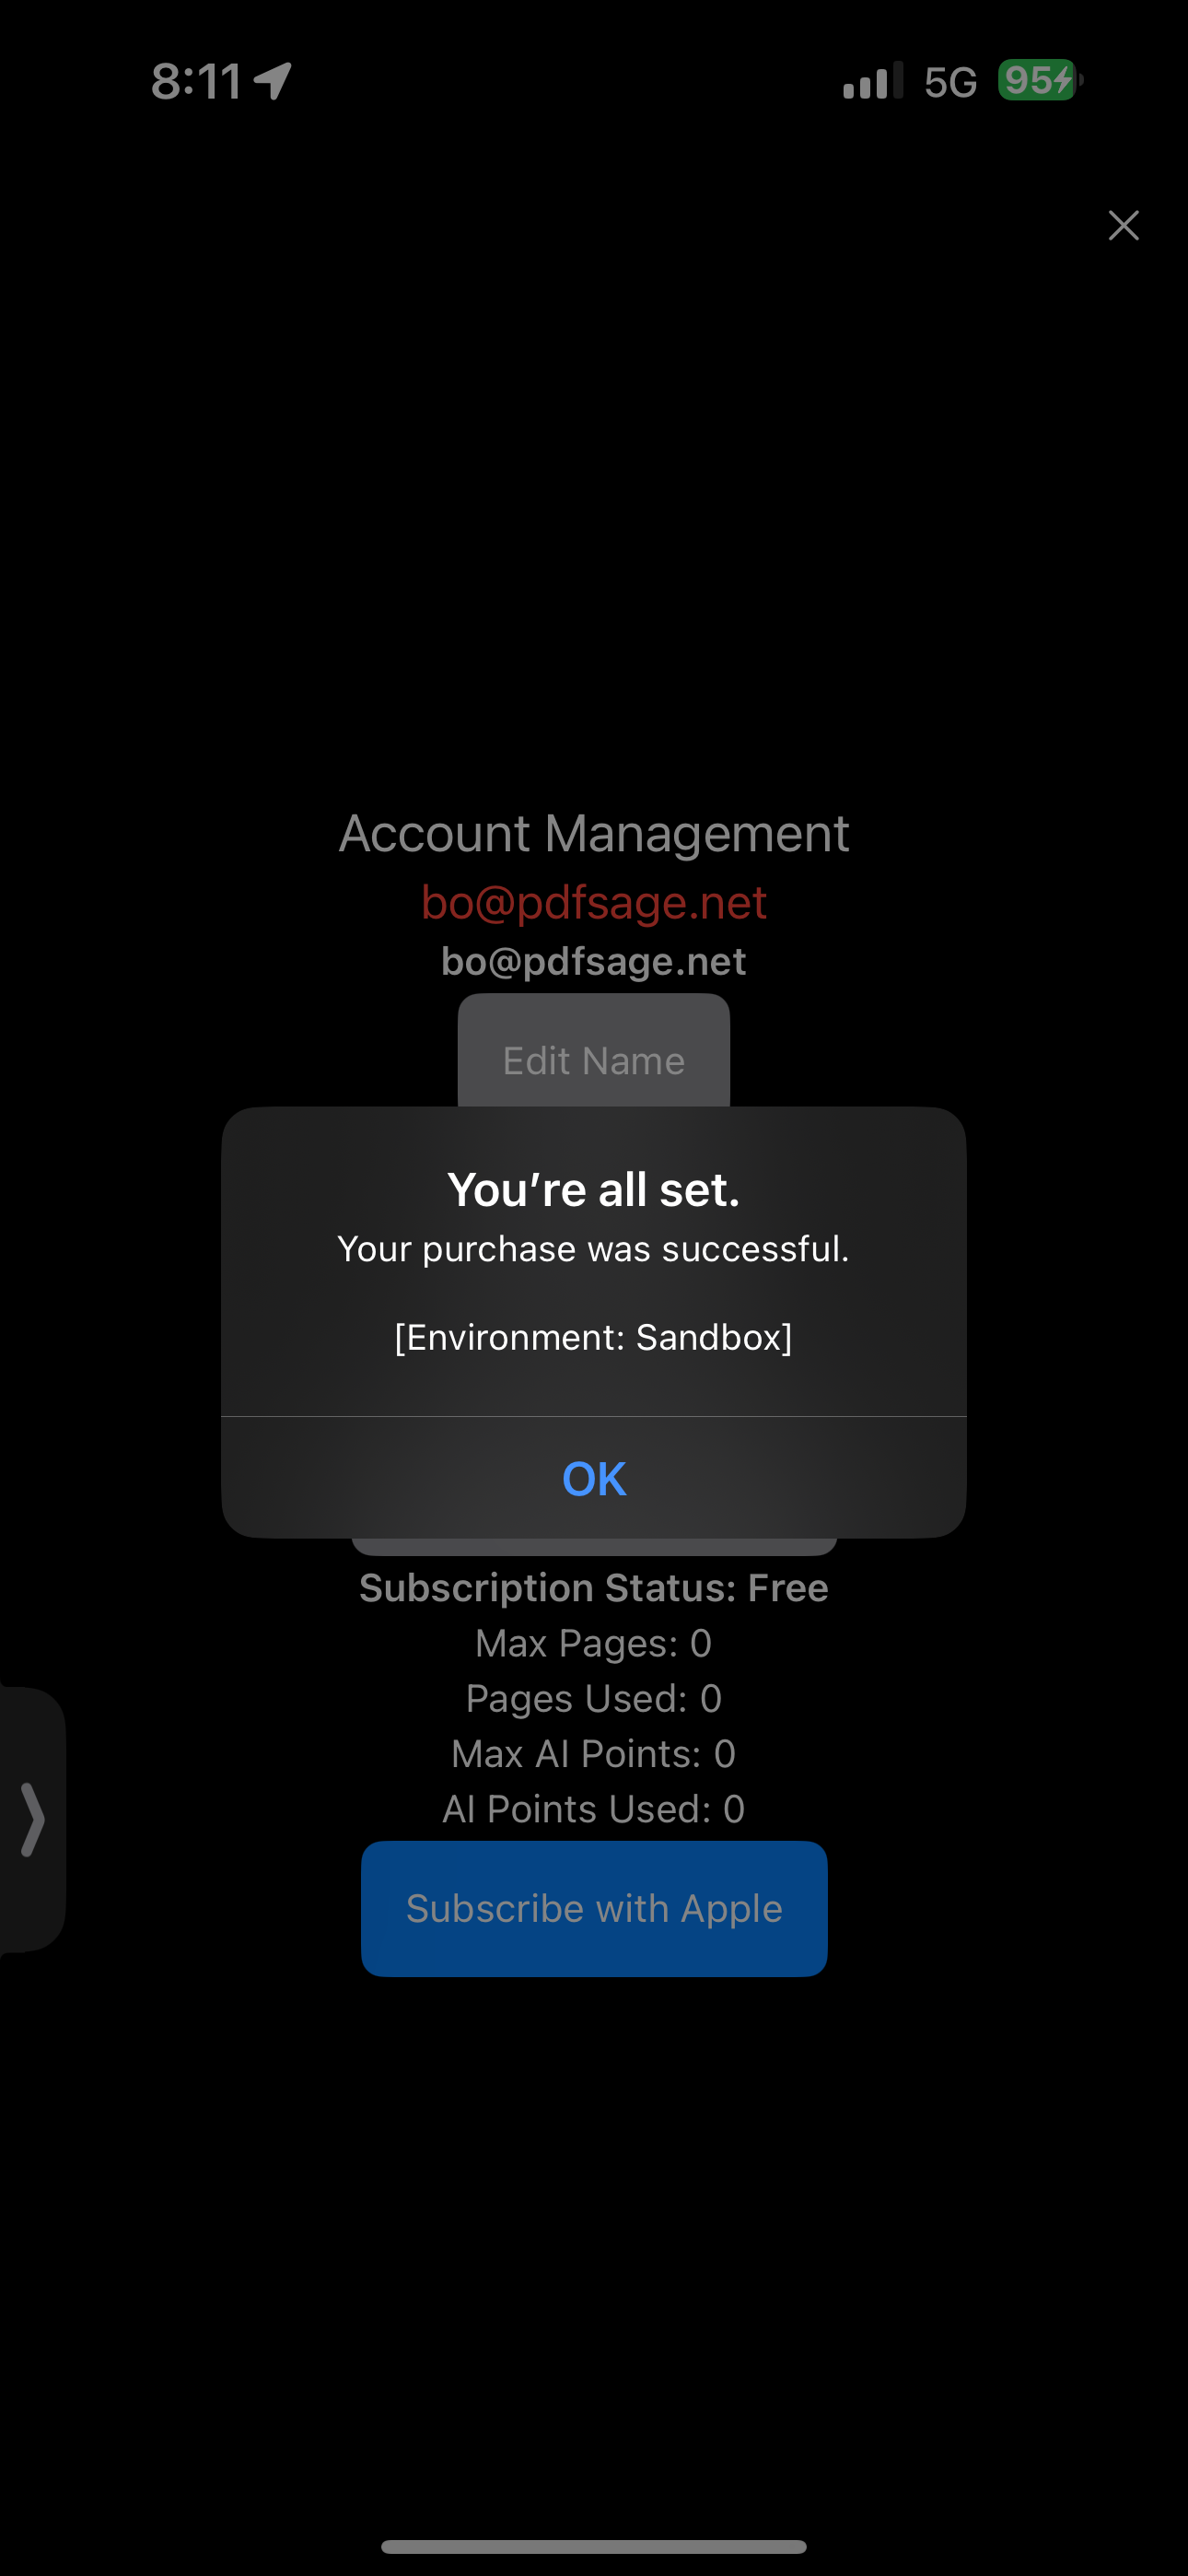 8:11
5G
95
Account Management
bo@pdfsage.net
bo@pdfsage.net
Edit Name
You’re all set.
Your purchase was successful.
[Environment: Sandbox]
OK
Subscription Status: Free
Max Pages: 0
Pages Used: 0
Max AI Points: 0
AI Points Used: 0
Subscribe with Apple